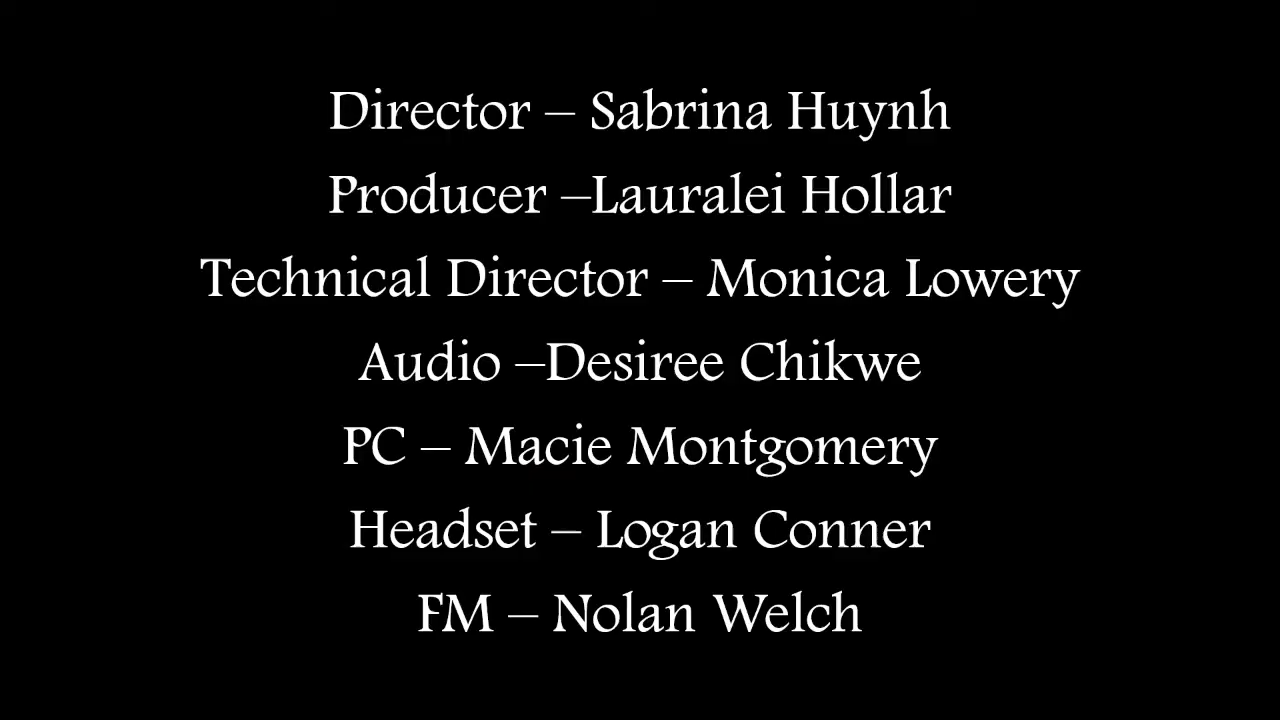 Director – Sabrina Huynh
Producer –Lauralei Hollar
Technical Director – Monica Lowery
Audio –Desiree Chikwe
PC – Macie Montgomery
Headset – Logan Conner
FM – Nolan Welch